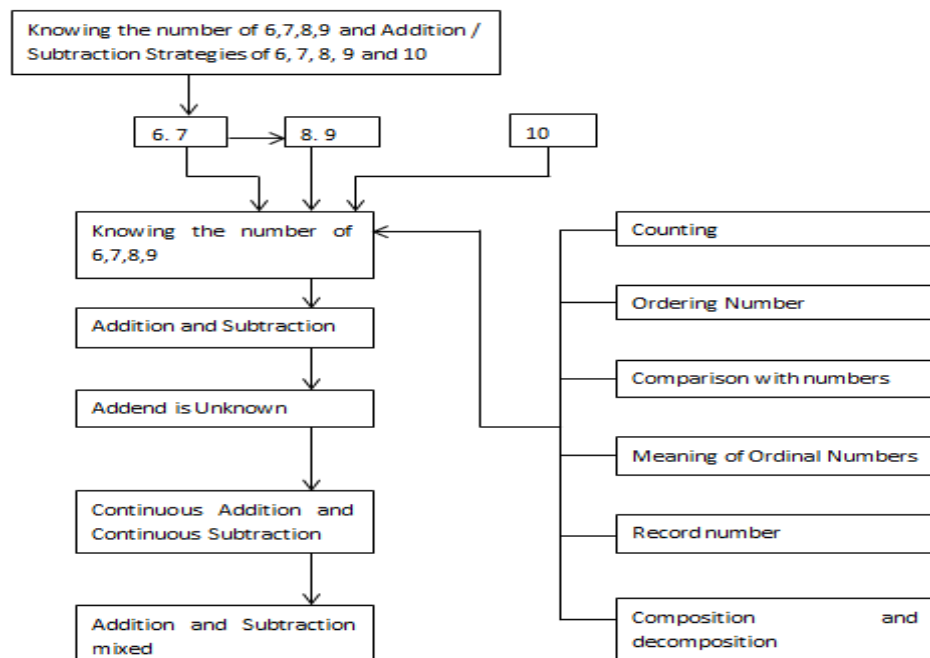 Knowing the number of 6,7,8,9 and Addition /
Subtraction Strategies of 6, 7, 8, 9 and 10
6. 7
8. 9
10
Knowing the number of
6,7,8,9
Addition and Subtraction
Addend is Unknown
Continuous Addition and
Continuous Subtraction
Addition and Subtraction
mixed
Counting
Ordering Number
Comparison with numbers
Meaning of Ordinal Numbers
Record number
Composition and
decomposition